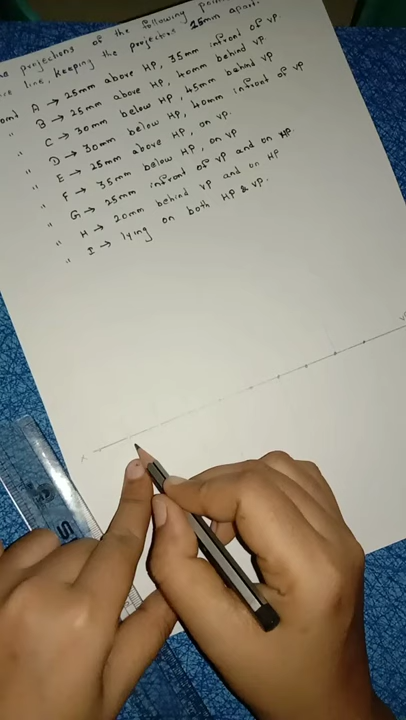 projections of the following
line, keeping the projectors 25mm apart.
A → 25mm above HP, 35mm infront of VP.
" B → 25mm above HP, 40mm behind VP
" C → 30mm below HP, 45mm behind VP
" D → 30mm below HP, 40mm infront of VP
" E → 25mm above HP, on VP.
" F → 35mm below HP, on VP
" G → 25mm infront of VP and on HP.
" H → 20mm behind VP and on HP
" I → lying on both HP & VP.
X